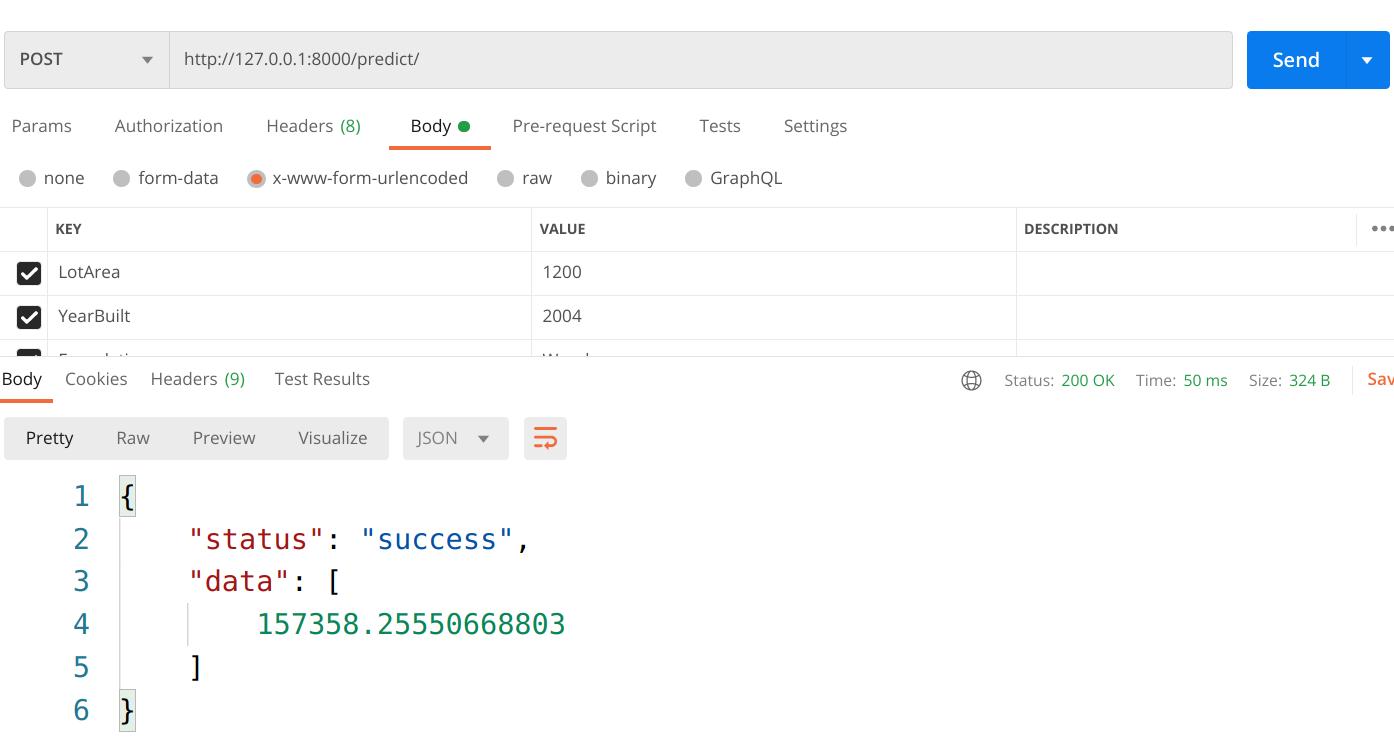 POST http://127.0.0.1:8000/predict/ Send
Params Authorization Headers (8) Body Pre-request Script Tests Settings
none form-data x-www-form-urlencoded raw binary GraphQL
KEY VALUE DESCRIPTION
LotArea 1200
YearBuilt 2004
Body Cookies Headers (9) Test Results Status: 200 OK Time: 50 ms Size: 324 B Sav
Pretty Raw Preview Visualize JSON
1 {
2 "status": "success",
3 "data": [
4 157358.25550668803
5 ]
6 }